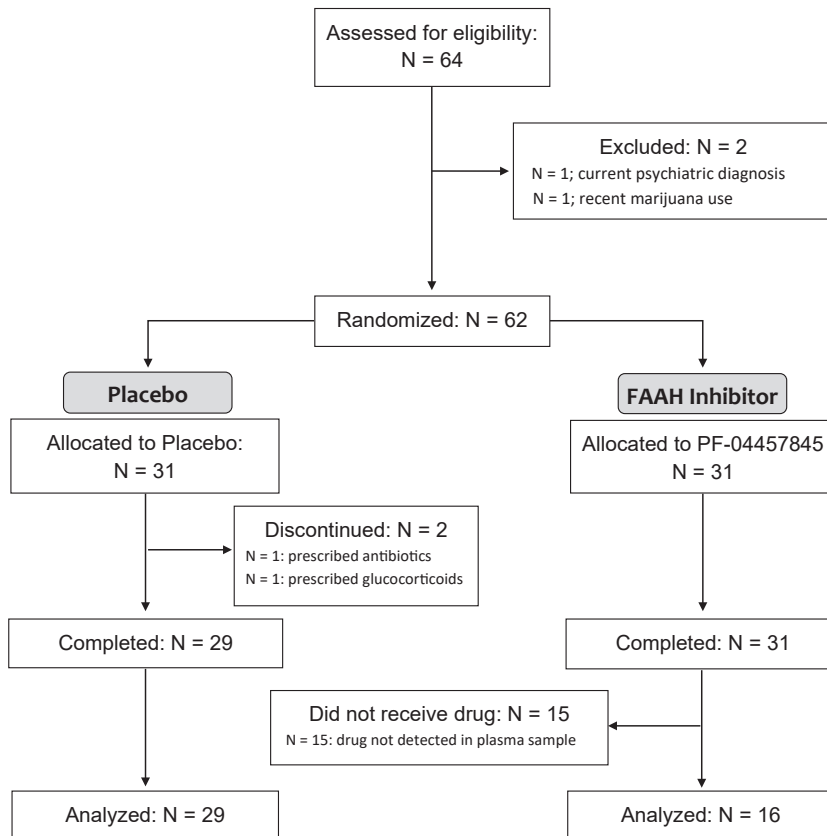 Assessed for eligibility:
N = 64
Excluded: N = 2
N = 1; current psychiatric diagnosis
N = 1; recent marijuana use
Randomized: N = 62
Placebo
FAAH Inhibitor
Allocated to Placebo:
N = 31
Allocated to PF-04457845
N = 31
Discontinued: N = 2
N = 1: prescribed antibiotics
N = 1: prescribed glucocorticoids
Completed: N = 29
Completed: N = 31
Did not receive drug: N = 15
N = 15: drug not detected in plasma sample
Analyzed: N = 29
Analyzed: N = 16